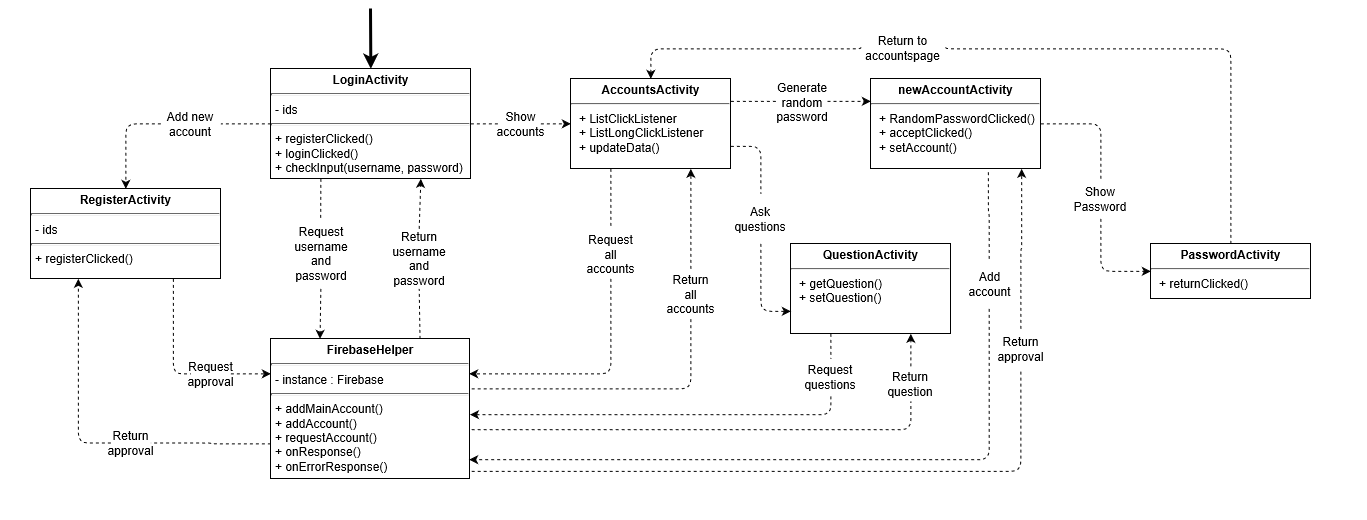 Return to
accountspage
LoginActivity
- ids
+ registerClicked()
+ loginClicked()
+ checkInput(username, password)
Add new
account
Show
accounts
AccountsActivity
+ ListClickListener
+ ListLongClickListener
+ updateData()
Generate
random
password
newAccountActivity
+ RandomPasswordClicked()
+ acceptClicked()
+ setAccount()
RegisterActivity
- ids
+ registerClicked()
Request
username
and
password
Return
username
and
password
Request
all
accounts
Return
all
accounts
Ask
questions
QuestionActivity
+ getQuestion()
+ setQuestion()
Add
account
Show
Password
PasswordActivity
+ returnClicked()
Return
approval
Request
approval
FirebaseHelper
- instance : Firebase
+ addMainAccount()
+ addAccount()
+ requestAccount()
+ onResponse()
+ onErrorResponse()
Request
questions
Return
question
Return
approval